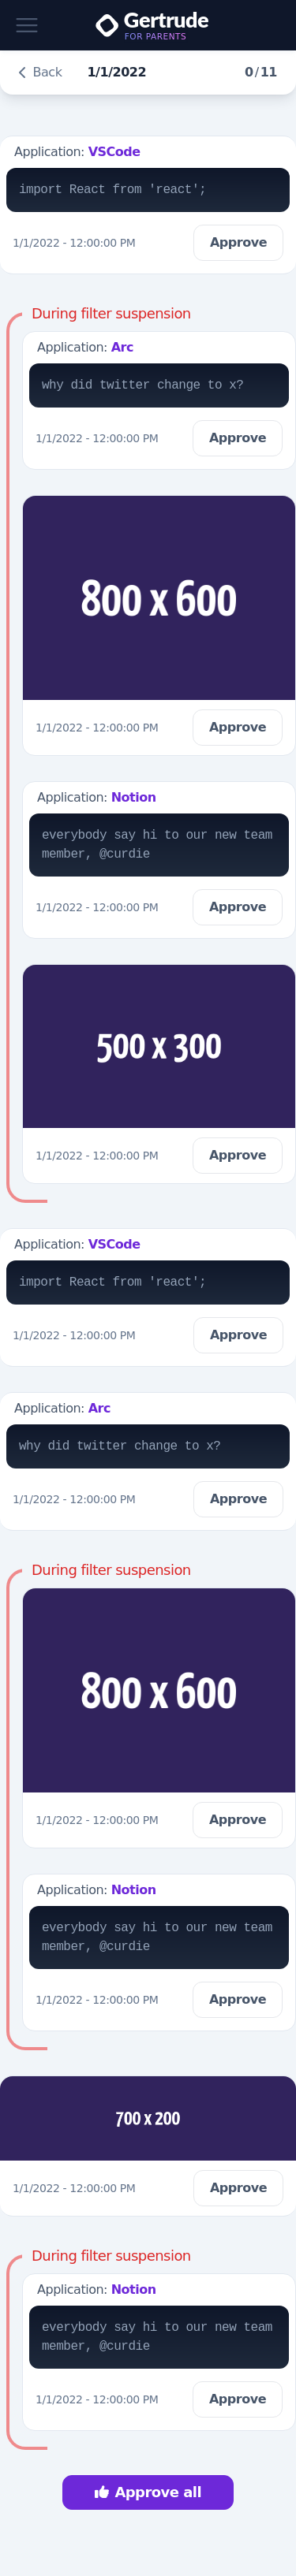 Gertrude
FOR PARENTS
Back
1/1/2022
0/11
Application: VSCode
import React from 'react';
1/1/2022 - 12:00:00 PM
Approve
During filter suspension
Application: Arc
why did twitter change to x?
1/1/2022 - 12:00:00 PM
Approve
800 x 600
1/1/2022 - 12:00:00 PM
Approve
Application: Notion
everybody say hi to our new team
member, @curdie
1/1/2022 - 12:00:00 PM
Approve
500 x 300
1/1/2022 - 12:00:00 PM
Approve
Application: VSCode
import React from 'react';
1/1/2022 - 12:00:00 PM
Approve
Application: Arc
why did twitter change to x?
1/1/2022 - 12:00:00 PM
Approve
During filter suspension
800 x 600
1/1/2022 - 12:00:00 PM
Approve
Application: Notion
everybody say hi to our new team
member, @curdie
1/1/2022 - 12:00:00 PM
Approve
700 x 200
1/1/2022 - 12:00:00 PM
Approve
During filter suspension
Application: Notion
everybody say hi to our new team
member, @curdie
1/1/2022 - 12:00:00 PM
Approve
Approve all